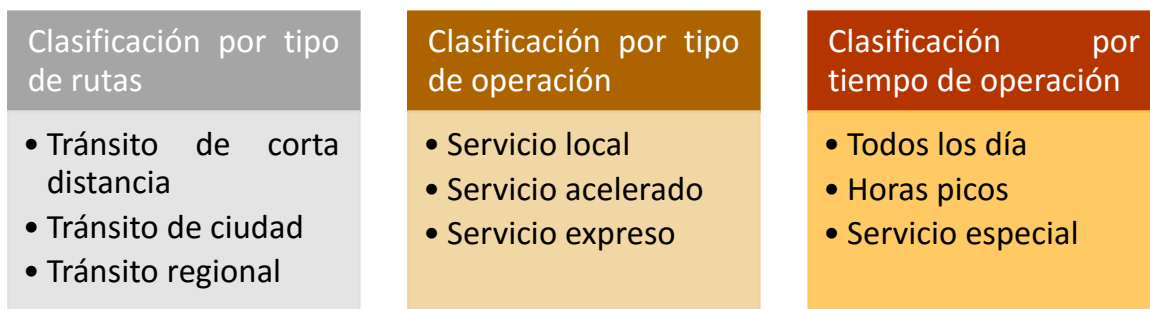 Clasificación por tipo
de rutas
• Tránsito de corta
distancia
• Tránsito de ciudad
• Tránsito regional
Clasificación por tipo
de operación
• Servicio local
• Servicio acelerado
• Servicio expreso
Clasificación por
tiempo de operación
• Todos los día
• Horas picos
• Servicio especial